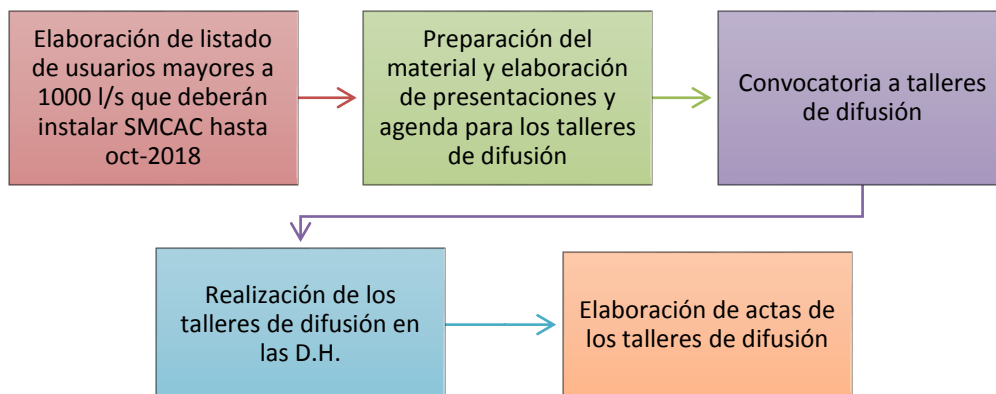 Elaboración de listado
de usuarios mayores a
1000 l/s que deberán
instalar SMCAC hasta
oct-2018
Preparación del
material y elaboración
de presentaciones y
agenda para los talleres
de difusión
Convocatoria a talleres
de difusión
Realización de los
talleres de difusión en
las D.H.
Elaboración de actas de
los talleres de difusión